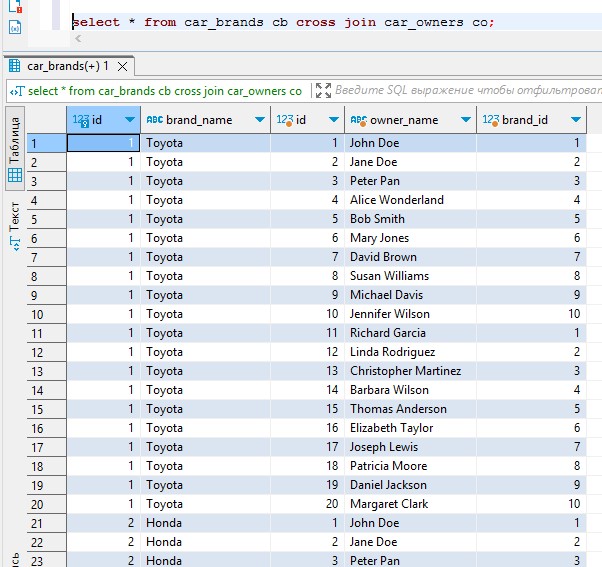 select * from car_brands cb cross join car_owners co;
car_brands(+) 1
select * from car_brands cb cross join car_owners co Введите SQL выражение чтобы отфильтроват
Таблица
Текст
123 id ABC brand_name 123 id ABC owner_name 123 brand_id
1 1 Toyota 1 John Doe 1
2 1 Toyota 2 Jane Doe 2
3 1 Toyota 3 Peter Pan 3
4 1 Toyota 4 Alice Wonderland 4
5 1 Toyota 5 Bob Smith 5
6 1 Toyota 6 Mary Jones 6
7 1 Toyota 7 David Brown 7
8 1 Toyota 8 Susan Williams 8
9 1 Toyota 9 Michael Davis 9
10 1 Toyota 10 Jennifer Wilson 10
11 1 Toyota 11 Richard Garcia 1
12 1 Toyota 12 Linda Rodriguez 2
13 1 Toyota 13 Christopher Martinez 3
14 1 Toyota 14 Barbara Wilson 4
15 1 Toyota 15 Thomas Anderson 5
16 1 Toyota 16 Elizabeth Taylor 6
17 1 Toyota 17 Joseph Lewis 7
18 1 Toyota 18 Patricia Moore 8
19 1 Toyota 19 Daniel Jackson 9
20 1 Toyota 20 Margaret Clark 10
21 2 Honda 1 John Doe 1
22 2 Honda 2 Jane Doe 2
23 2 Honda 3 Peter Pan 3